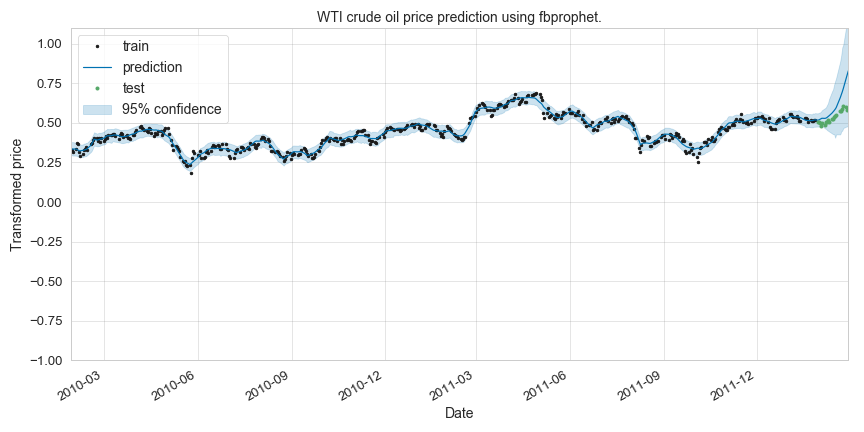 WTI crude oil price prediction using fbprophet.
1.00
0.75
0.50
0.25
0.00
−0.25
−0.50
−0.75
−1.00
Transformed price
train
prediction
test
95% confidence
2010-03
2010-06
2010-09
2010-12
2011-03
2011-06
2011-09
2011-12
Date